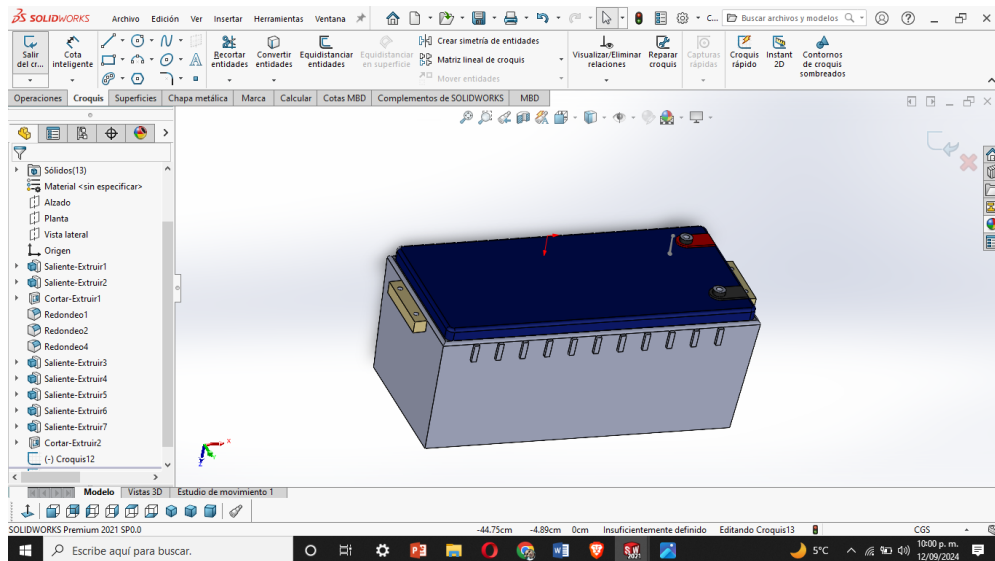 SOLIDWORKS Archivo Edición Ver Insertar Herramientas Ventana C... Buscar archivos y modelos
Salir del cr...
Cota inteligente
Recortar entidades
Convertir entidades
Equidistanciar entidades
Equidistanciar en superficie
Crear simetría de entidades
Matriz lineal de croquis
Mover entidades
Visualizar/Eliminar relaciones
Reparar croquis
Capturas rápidas
Croquis rápido
Instant 2D
Contornos de croquis sombreados
Operaciones Croquis Superficies Chapa metálica Marca Calcular Cotas MBD Complementos de SOLIDWORKS MBD
Sólidos(13)
Material <sin especificar>
Alzado
Planta
Vista lateral
Origen
Saliente-Extruir1
Saliente-Extruir2
Cortar-Extruir1
Redondeo1
Redondeo2
Redondeo4
Saliente-Extruir3
Saliente-Extruir4
Saliente-Extruir5
Saliente-Extruir6
Saliente-Extruir7
Cortar-Extruir2
(-) Croquis12
X
Z
Modelo Vistas 3D Estudio de movimiento 1
SOLIDWORKS Premium 2021 SP0.0 -44.75cm -4.89cm 0cm Insuficientemente definido Editando Croquis13 CGS
Escribe aquí para buscar. 5°C 10:00 p. m.
12/09/2024